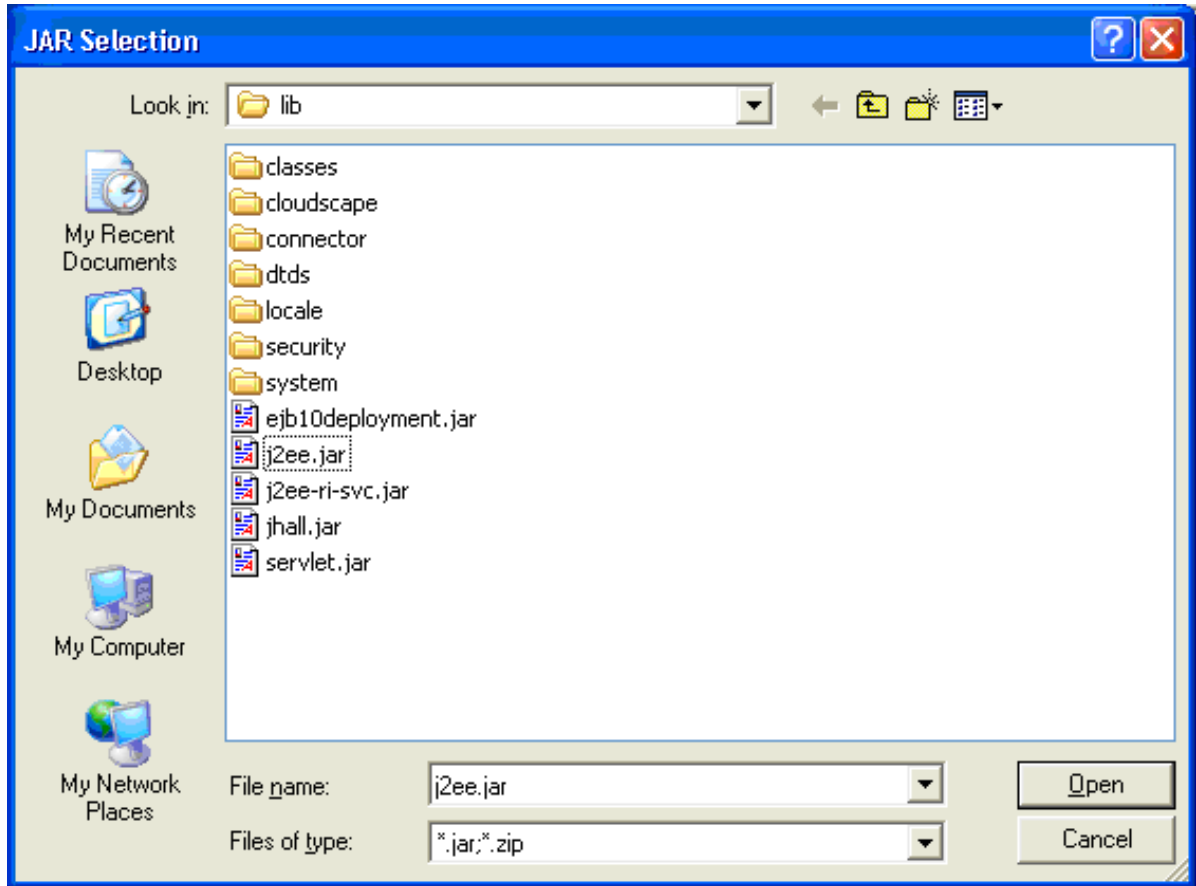 JAR Selection
Look in:
lib
My Recent
Documents
Desktop
My Documents
My Computer
My Network
Places
classes
cloudscape
connector
dtds
locale
security
system
ejb10deployment.jar
j2ee.jar
j2ee-ri-svc.jar
jhall.jar
servlet.jar
File name:
j2ee.jar
Open
Files of type:
*.jar;*.zip
Cancel